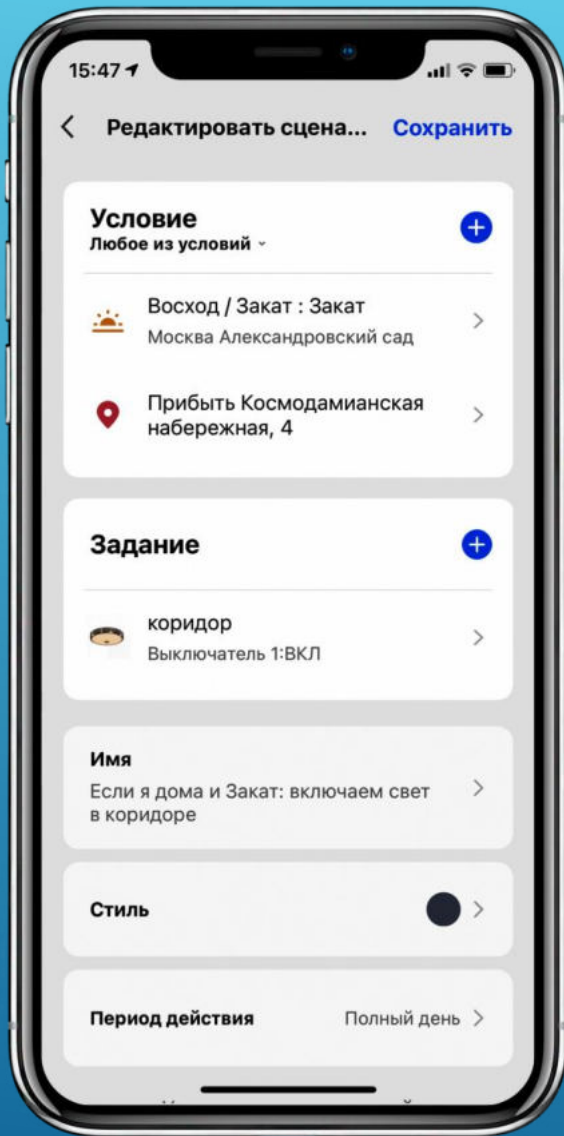 15:47
Редактировать сцена... Сохранить
Условие
Любое из условий
Восход / Закат : Закат
Москва Александровский сад
Прибыть Космодамианская
набережная, 4
Задание
коридор
Выключатель 1:ВКЛ
Имя
Если я дома и Закат: включаем свет
в коридоре
Стиль
Период действия Полный день